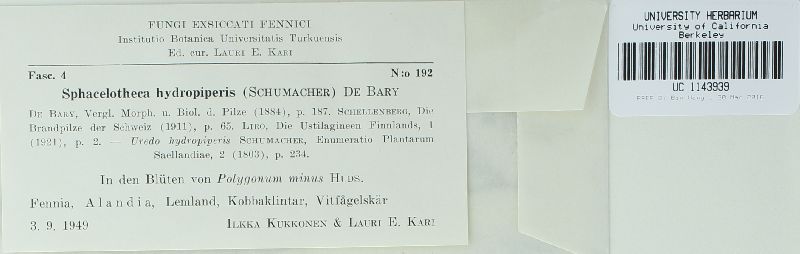 FUNGI EXSICCATI FENNICI
Institutio Botanica Universitatis Turkuensis
Ed. cur. LAURI E. KARI
Fasc. 4 N:o 192
Sphacelotheca hydropiperis (SCHUMACHER) DE BARY
DE BARY, Vergl. Morph. u. Biol. d. Pilze (1884), p. 187. SCHELLENBERG, Die
Brandpilze der Schweiz (1911), p. 65. LIRO, Die Ustilagineen Finnlands, 1
(1921), p. 2. — Uredo hydropiperis SCHUMACHER, Enumeratio Plantarum
Saellandiae, 2 (1803), p. 234.
In den Blüten von Polygonum minus HUDS.
Fennia, Alandia, Lemland, Kobbaklintar, Vitfågelskär
3. 9. 1949 ILKKA KUKKONEN & LAURI E. KARI
UNIVERSITY HERBARIUM
University of California
Berkeley
UC 1143939